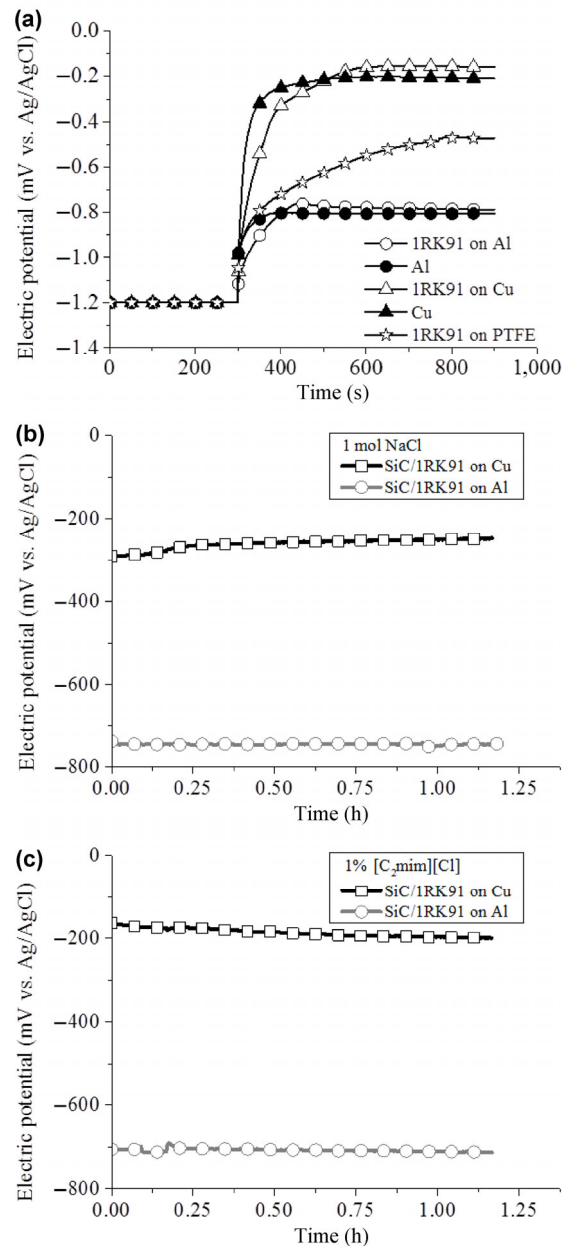 (a)
Electric potential (mV vs. Ag/AgCl)
0.0
−0.2
−0.4
−0.6
−0.8
−1.0
−1.2
−1.4
1RK91 on Al
Al
1RK91 on Cu
Cu
1RK91 on PTFE
0 200 400 600 800 1,000
Time (s)
(b)
Electric potential (mV vs. Ag/AgCl)
0
−200
−400
−600
−800
1 mol NaCl
SiC/1RK91 on Cu
SiC/1RK91 on Al
0.00 0.25 0.50 0.75 1.00 1.25
Time (h)
(c)
Electric potential (mV vs. Ag/AgCl)
0
−200
−400
−600
−800
1% [C₂mim][Cl]
SiC/1RK91 on Cu
SiC/1RK91 on Al
0.00 0.25 0.50 0.75 1.00 1.25
Time (h)